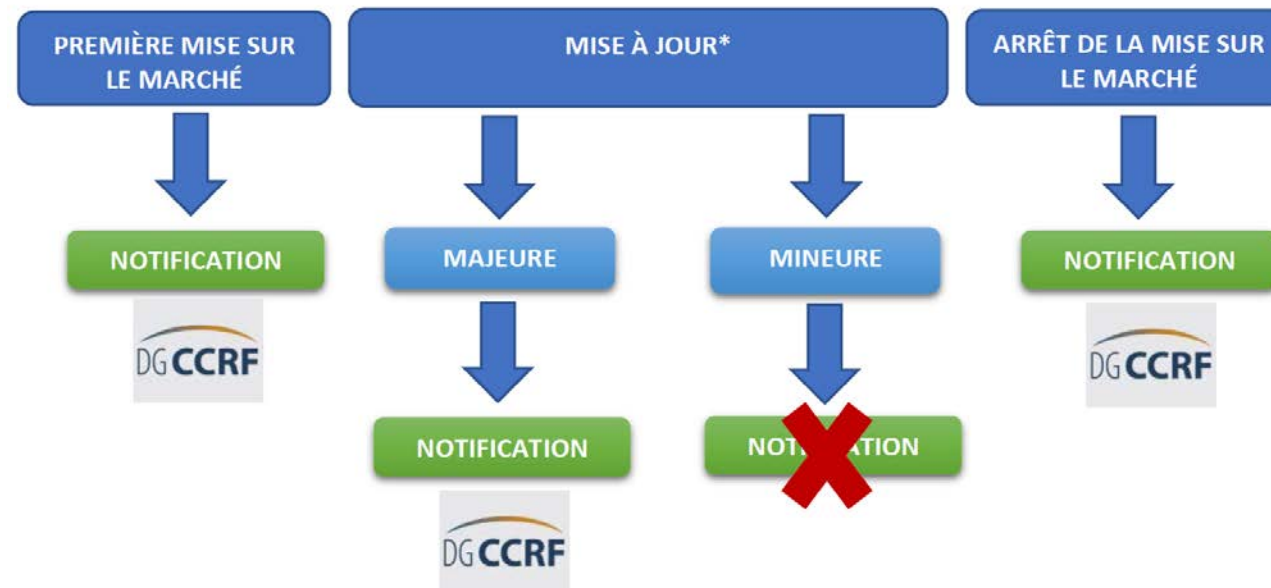 PREMIÈRE MISE SUR
LE MARCHÉ
MISE À JOUR*
ARRÊT DE LA MISE SUR
LE MARCHÉ
NOTIFICATION
MAJEURE
MINEURE
NOTIFICATION
DGCCRF
DGCCRF
NOTIFICATION
NOTIFICATION
DGCCRF